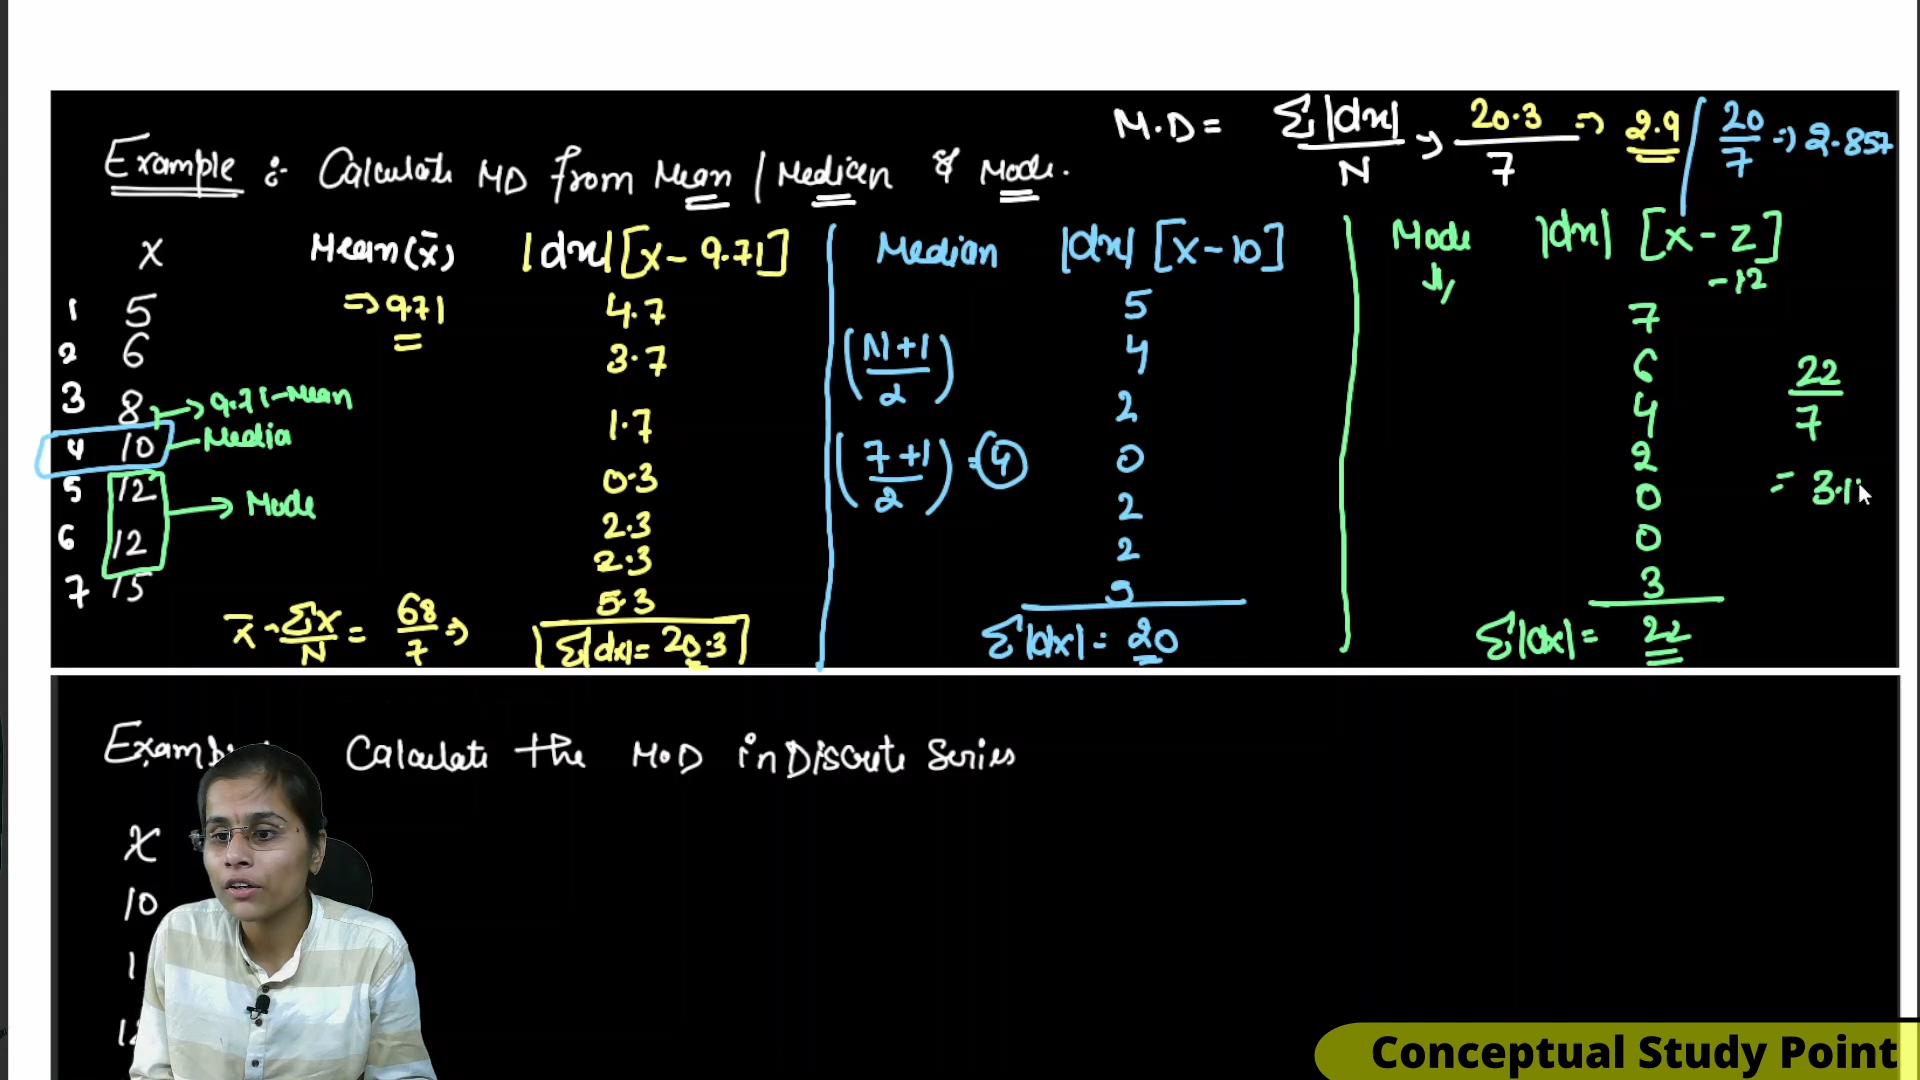 M.D = Σ|dx| / N → 20.3 / 7 ⇒ 2.9 / 20 / 7 ⇒ 2.857
Example :- Calculate MD from Mean / Median & Mode.
x Mean (x̄) |dx| [x - 9.71] Median |dx| [x - 10] Mode |dx| [x - z]
-12
1 5 ⇒ 9.71 4.7 5 7
2 6 3.7 (N+1 / 2) 4 6 22 / 7
3 8 → 9.71-Mean 1.7 2 4
4 10 - Media 0.3 (7+1 / 2) = 4 0 2 = 3.1
5 12 → Mode 2.3 2 0
6 12 2.3 2 0
7 15 5.3 5 3
x̄ - Σx / N = 68 / 7 ⇒ Σ|dx| = 20.3 Σ|dx| = 20 Σ|dx| = 22
Calculate the MoD in Discute Series
X
10
Conceptual Study Point